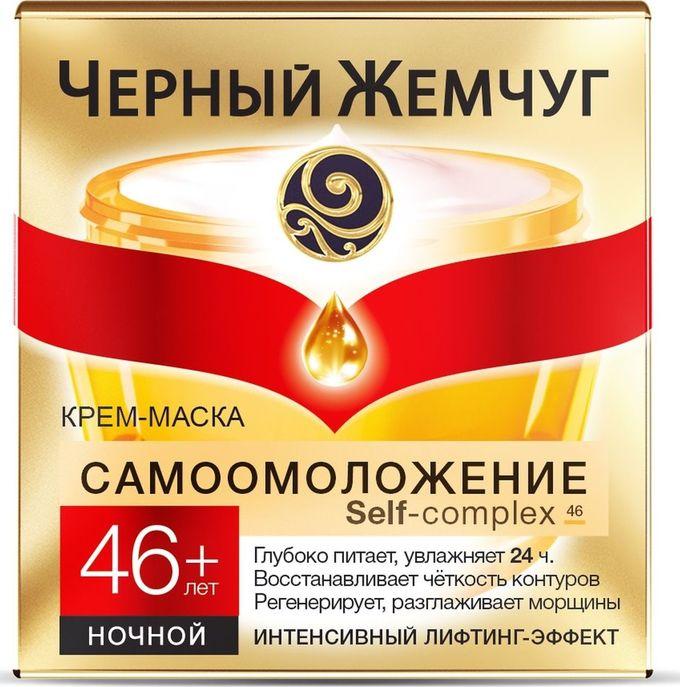 ЧЕРНЫЙ ЖЕМЧУГ
КРЕМ-МАСКА
САМООМОЛОЖЕНИЕ
Self-complex 46
46+
лет
НОЧНОЙ
Глубоко питает, увлажняет 24 ч.
Восстанавливает чёткость контуров
Регенерирует, разглаживает морщины
ИНТЕНСИВНЫЙ ЛИФТИНГ-ЭФФЕКТ